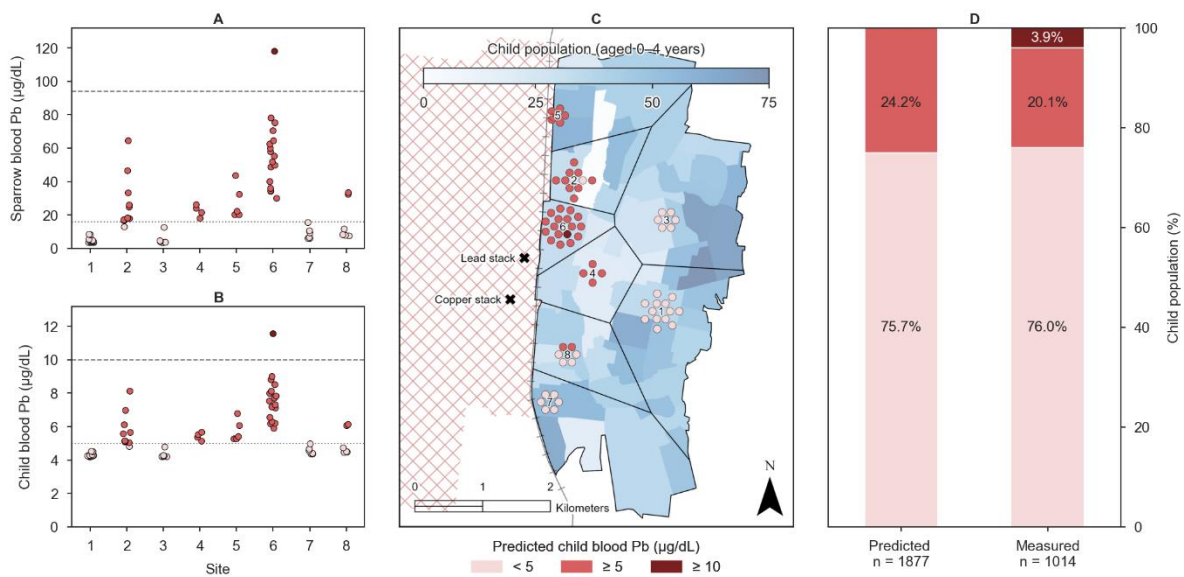 A
Sparrow blood Pb (µg/dL)
120
100
80
60
40
20
0
1 2 3 4 5 6 7 8
B
Child blood Pb (µg/dL)
12
10
8
6
4
2
0
1 2 3 4 5 6 7 8
Site
C
Child population (aged 0–4 years)
0 25 50 75
5
2
3
6
Lead stack
4
Copper stack
1
8
7
N
0 1 2
Kilometers
Predicted child blood Pb (µg/dL)
< 5 ≥ 5 ≥ 10
D
3.9%
24.2% 20.1%
75.7% 76.0%
100
80
60
40
20
0
Child population (%)
Predicted
n = 1877
Measured
n = 1014